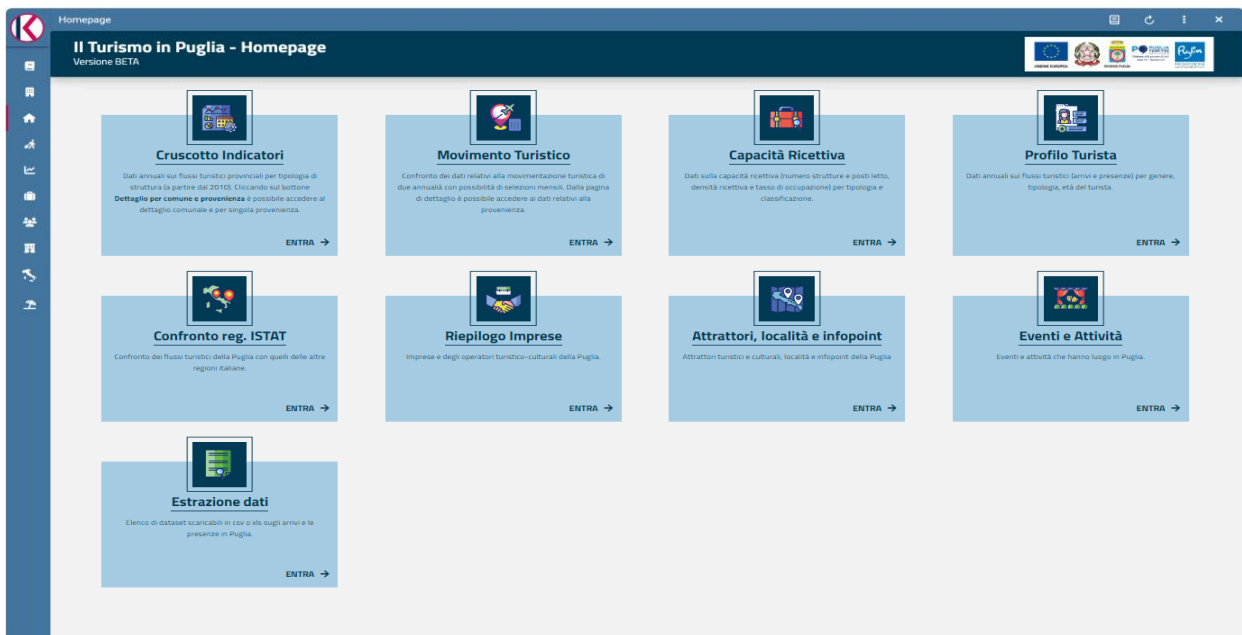 Homepage
Il Turismo in Puglia - Homepage
Versione BETA
UNIONE EUROPEA
REGIONE PUGLIA
Cruscotto Indicatori
Dati annuali sui flussi turistici provinciali per tipologia di
struttura (a partire dal 2010). Cliccando sul bottone
Dettaglio per comune e provenienza è possibile accedere al
dettaglio comunale e per singola provenienza.
ENTRA →
Movimento Turistico
Confronto dei dati relativi alla movimentazione turistica di
due annualità con possibilità di selezioni mensili. Dalla pagina
di dettaglio è possibile accedere ai dati relativi alla
provenienza.
ENTRA →
Capacità Ricettiva
Dati sulla capacità ricettiva (numero strutture e posti letto,
densità ricettiva e tasso di occupazione) per tipologia e
classificazione.
ENTRA →
Profilo Turista
Dati annuali sui flussi turistici (arrivi e presenze) per genere,
tipologia, età del turista.
ENTRA →
Confronto reg. ISTAT
Confronto dei flussi turistici della Puglia con quelli delle altre
regioni italiane.
ENTRA →
Riepilogo Imprese
Imprese e degli operatori turistico-culturali della Puglia.
ENTRA →
Attrattori, località e infopoint
Attrattori turistici e culturali, località e infopoint della Puglia
ENTRA →
Eventi e Attività
Eventi e attività che hanno luogo in Puglia.
ENTRA →
Estrazione dati
Elenco di dataset scaricabili in csv o xls sugli arrivi e le
presenze in Puglia.
ENTRA →